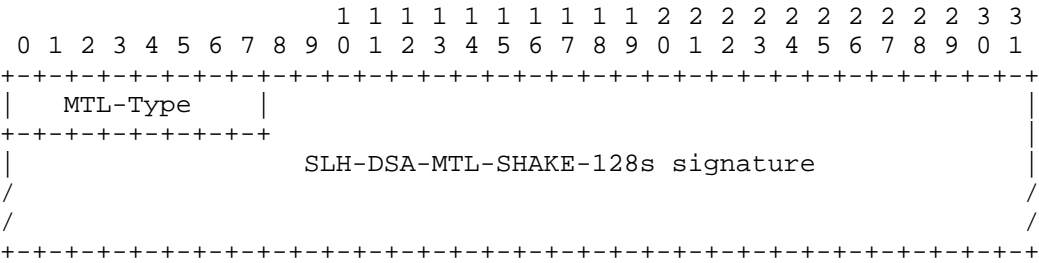 1 1 1 1 1 1 1 1 1 1 2 2 2 2 2 2 2 2 2 2 3 3
 0 1 2 3 4 5 6 7 8 9 0 1 2 3 4 5 6 7 8 9 0 1 2 3 4 5 6 7 8 9 0 1
+-+-+-+-+-+-+-+-+-+-+-+-+-+-+-+-+-+-+-+-+-+-+-+-+-+-+-+-+-+-+-+-+
|   MTL-Type    |                                               |
+-+-+-+-+-+-+-+-+                                               |
|                  SLH-DSA-MTL-SHAKE-128s signature             |
/                                                               /
/                                                               /
+-+-+-+-+-+-+-+-+-+-+-+-+-+-+-+-+-+-+-+-+-+-+-+-+-+-+-+-+-+-+-+-+